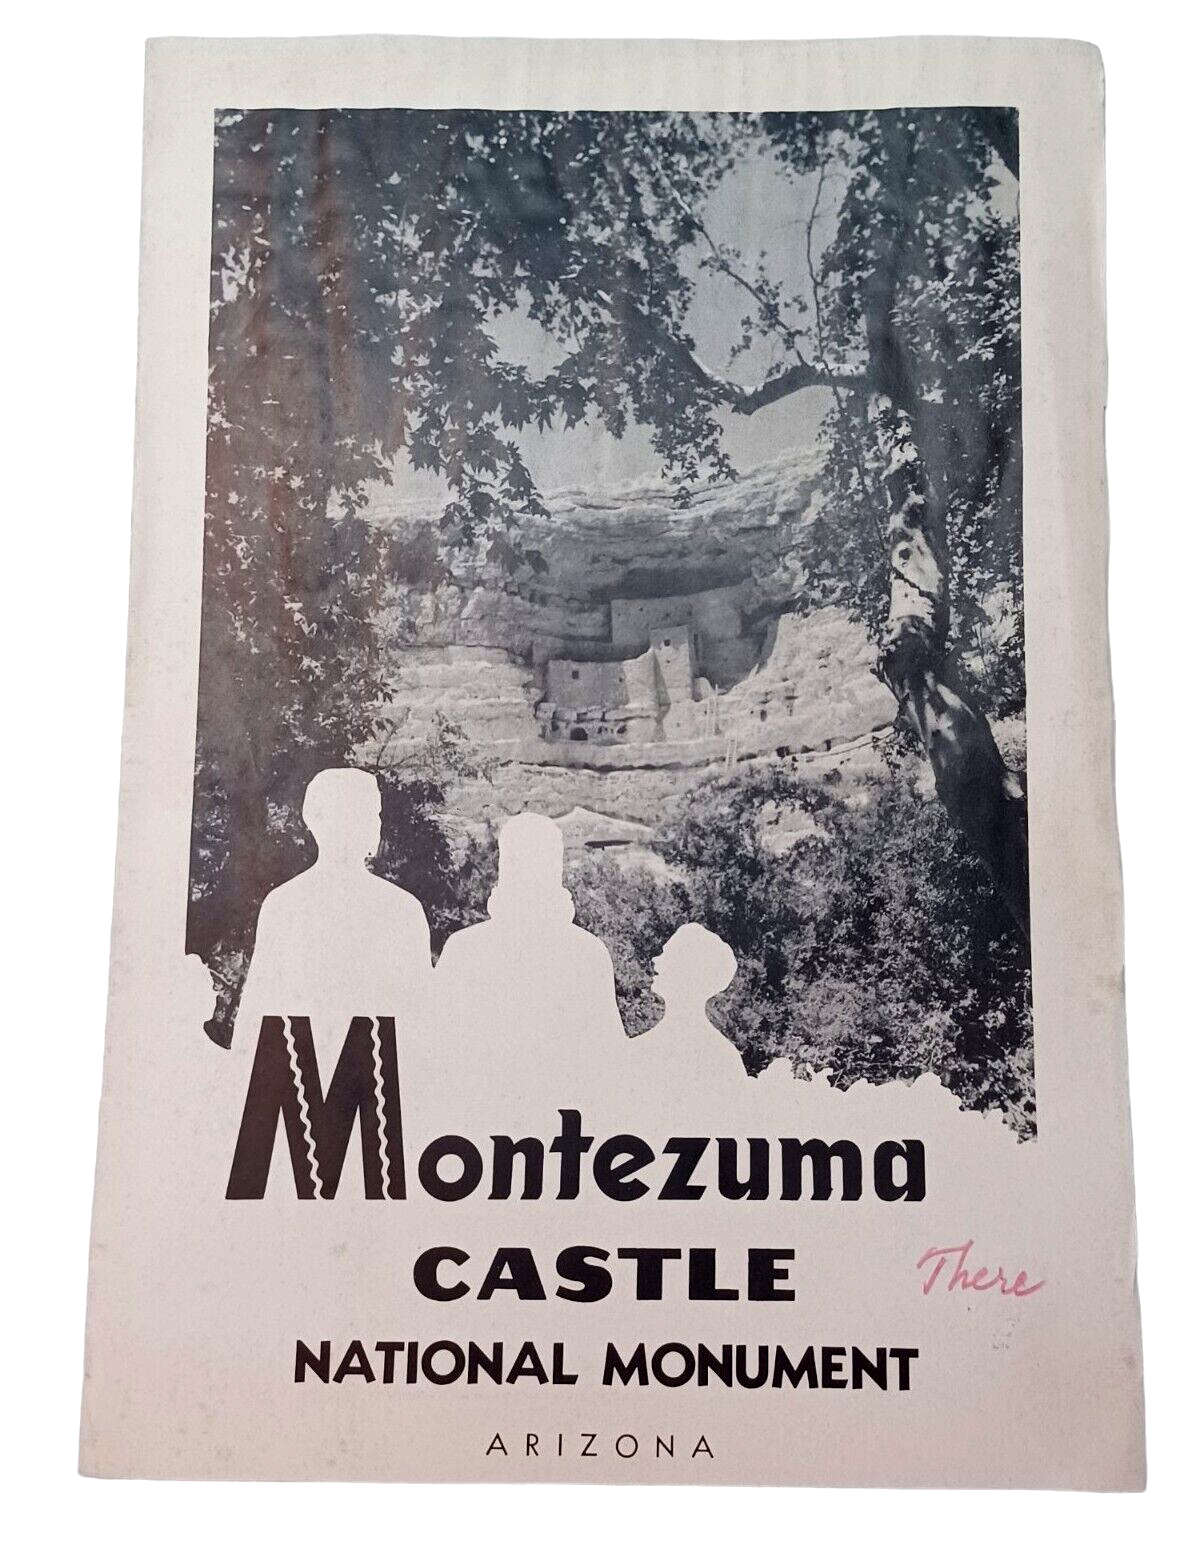 Montezuma
CASTLE
There
NATIONAL MONUMENT
ARIZONA